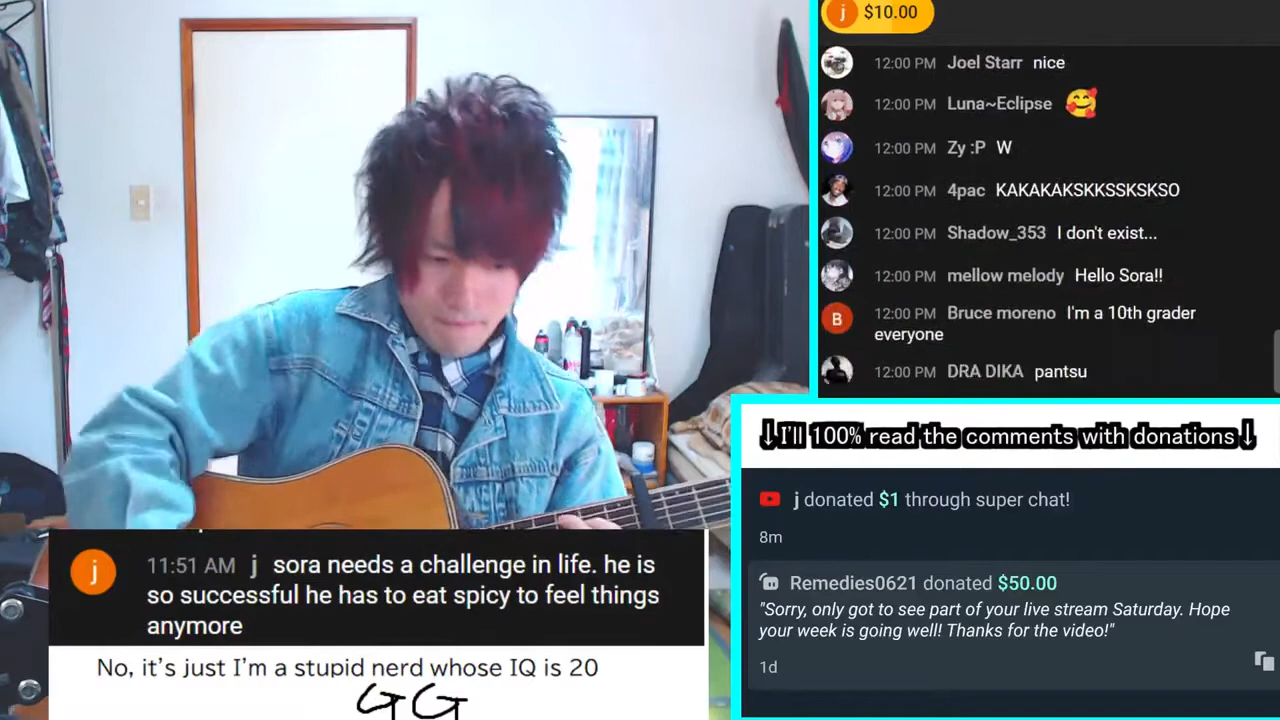 j $10.00
12:00 PM Joel Starr nice
12:00 PM Luna~Eclipse 🥰
12:00 PM Zy :P W
12:00 PM 4pac KAKAKAKSKKSSKSKSO
12:00 PM Shadow_353 I don't exist...
12:00 PM mellow melody Hello Sora!!
B 12:00 PM Bruce moreno I'm a 10th grader
everyone
12:00 PM DRA DIKA pantsu
↓I'll 100% read the comments with donations↓
j donated $1 through super chat!
8m
Remedies0621 donated $50.00
"Sorry, only got to see part of your live stream Saturday. Hope
your week is going well! Thanks for the video!"
1d
j 11:51 AM j sora needs a challenge in life. he is
so successful he has to eat spicy to feel things
anymore
No, it's just I'm a stupid nerd whose IQ is 20
GG